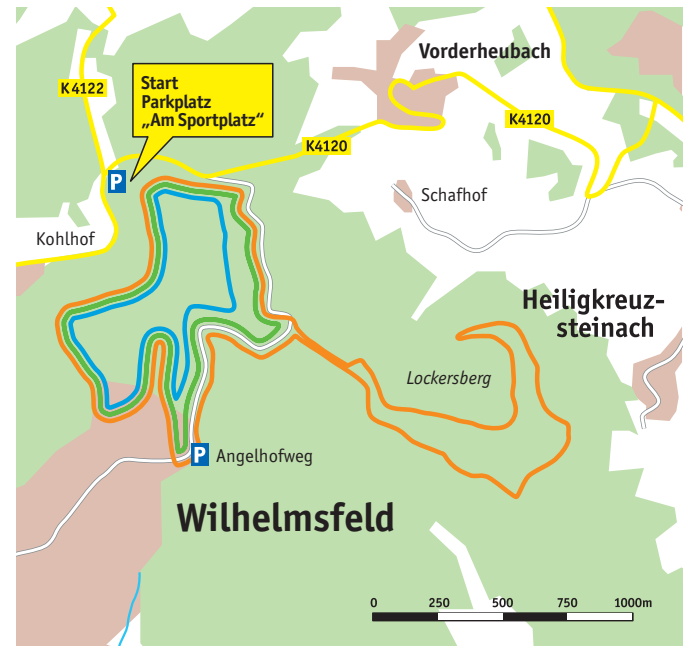 Vorderheubach
K4122
Start
Parkplatz
„Am Sportplatz“
K4120
K4120
P
Schafhof
Kohlhof
Heiligkreuz-
steinach
Lockersberg
P
Angelhofweg
Wilhelmsfeld
0 250 500 750 1000m